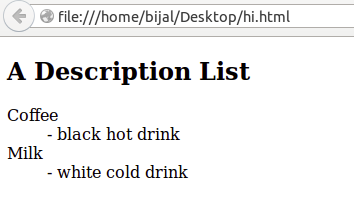 file:///home/bijal/Desktop/hi.html
A Description List
Coffee
- black hot drink
Milk
- white cold drink